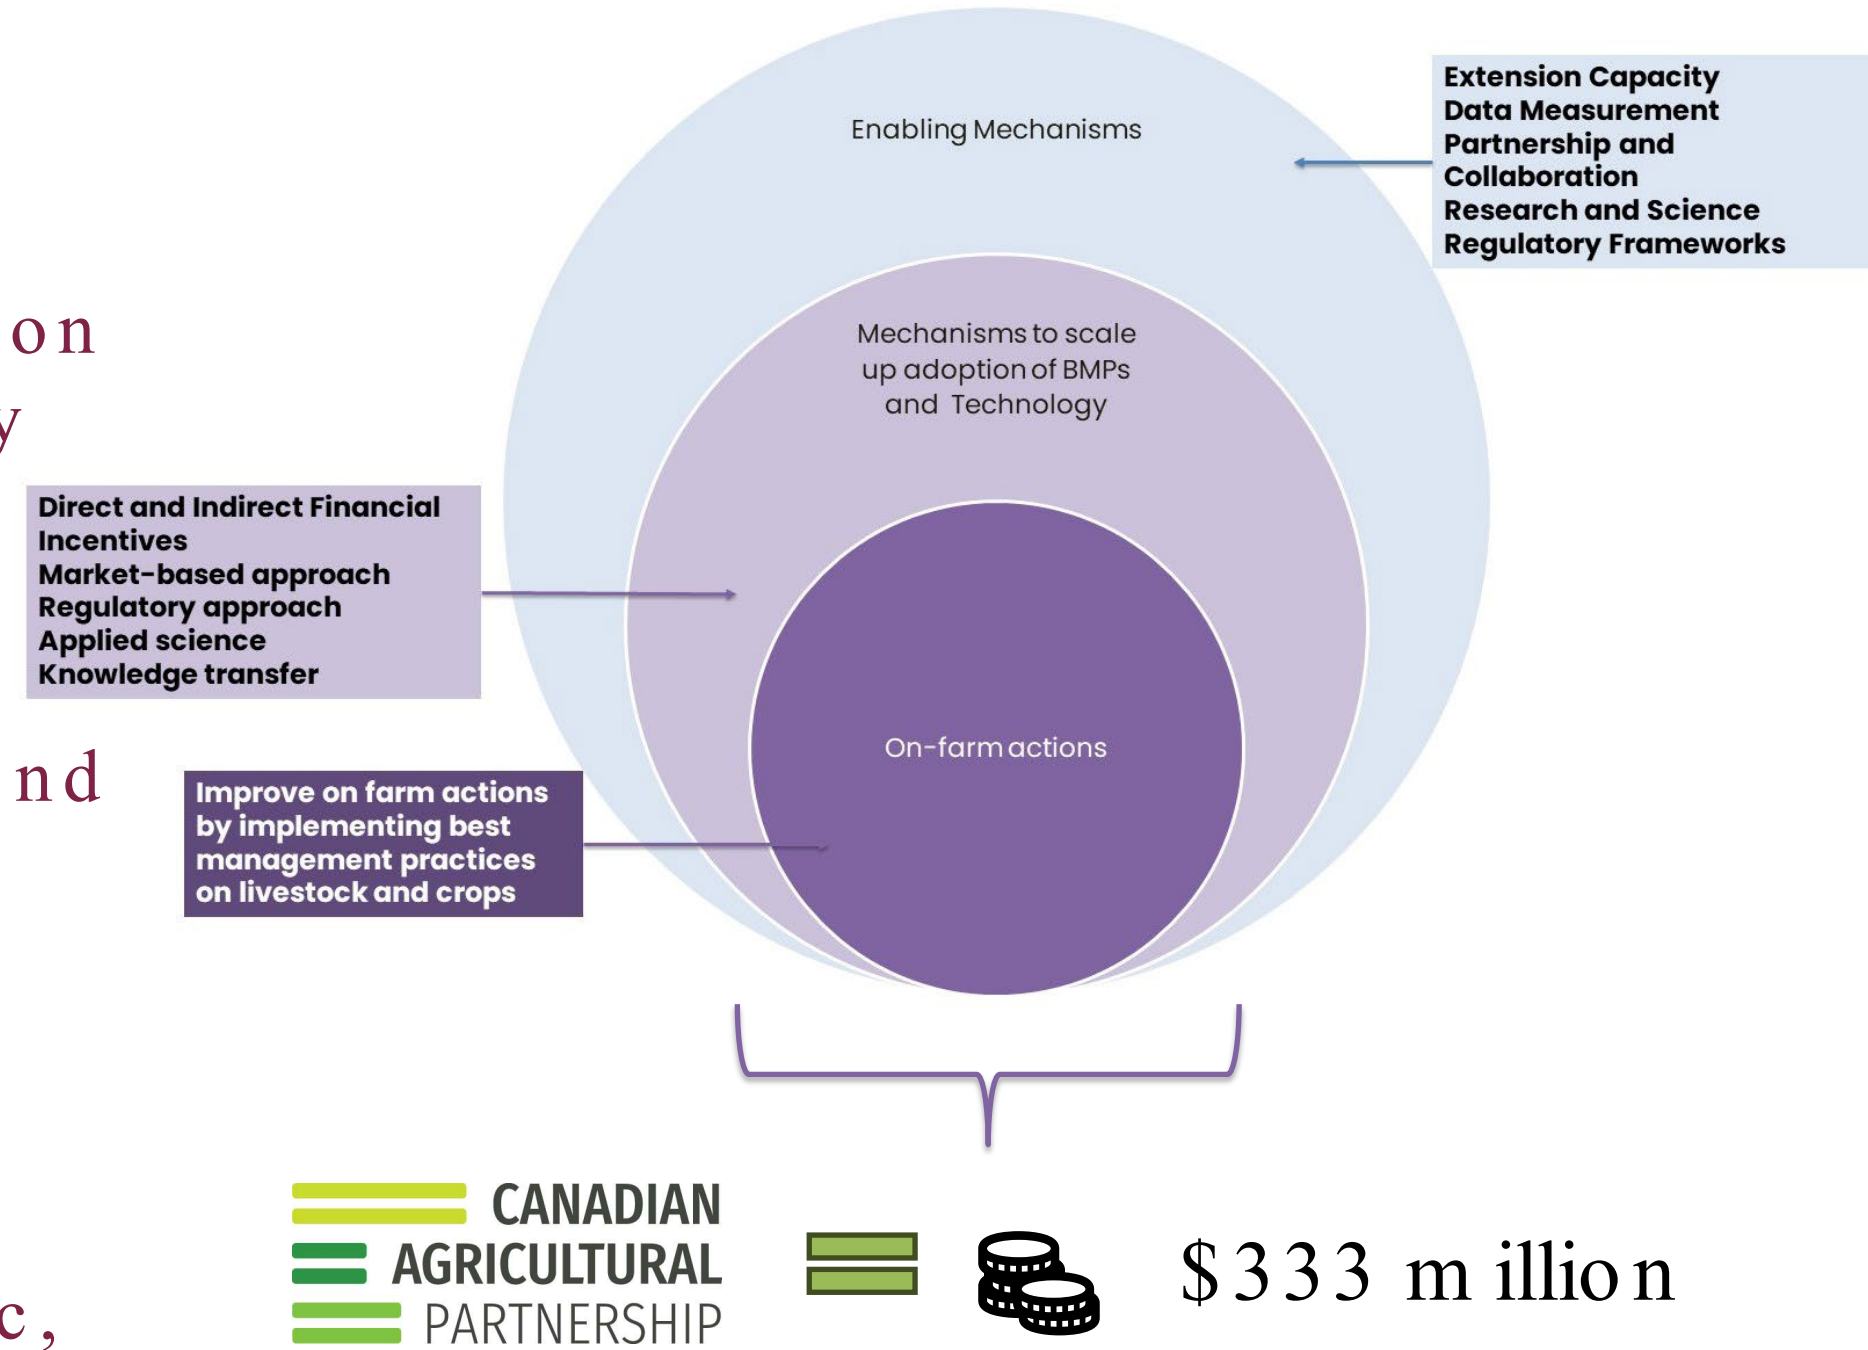 Enabling Mechanisms
Extension Capacity
Data Measurement
Partnership and
Collaboration
Research and Science
Regulatory Frameworks
on
y
Mechanisms to scale
up adoption of BMPs
and Technology
Direct and Indirect Financial
Incentives
Market-based approach
Regulatory approach
Applied science
Knowledge transfer
nd
On-farm actions
Improve on farm actions
by implementing best
management practices
on livestock and crops
CANADIAN
AGRICULTURAL
PARTNERSHIP
$333 million
c,